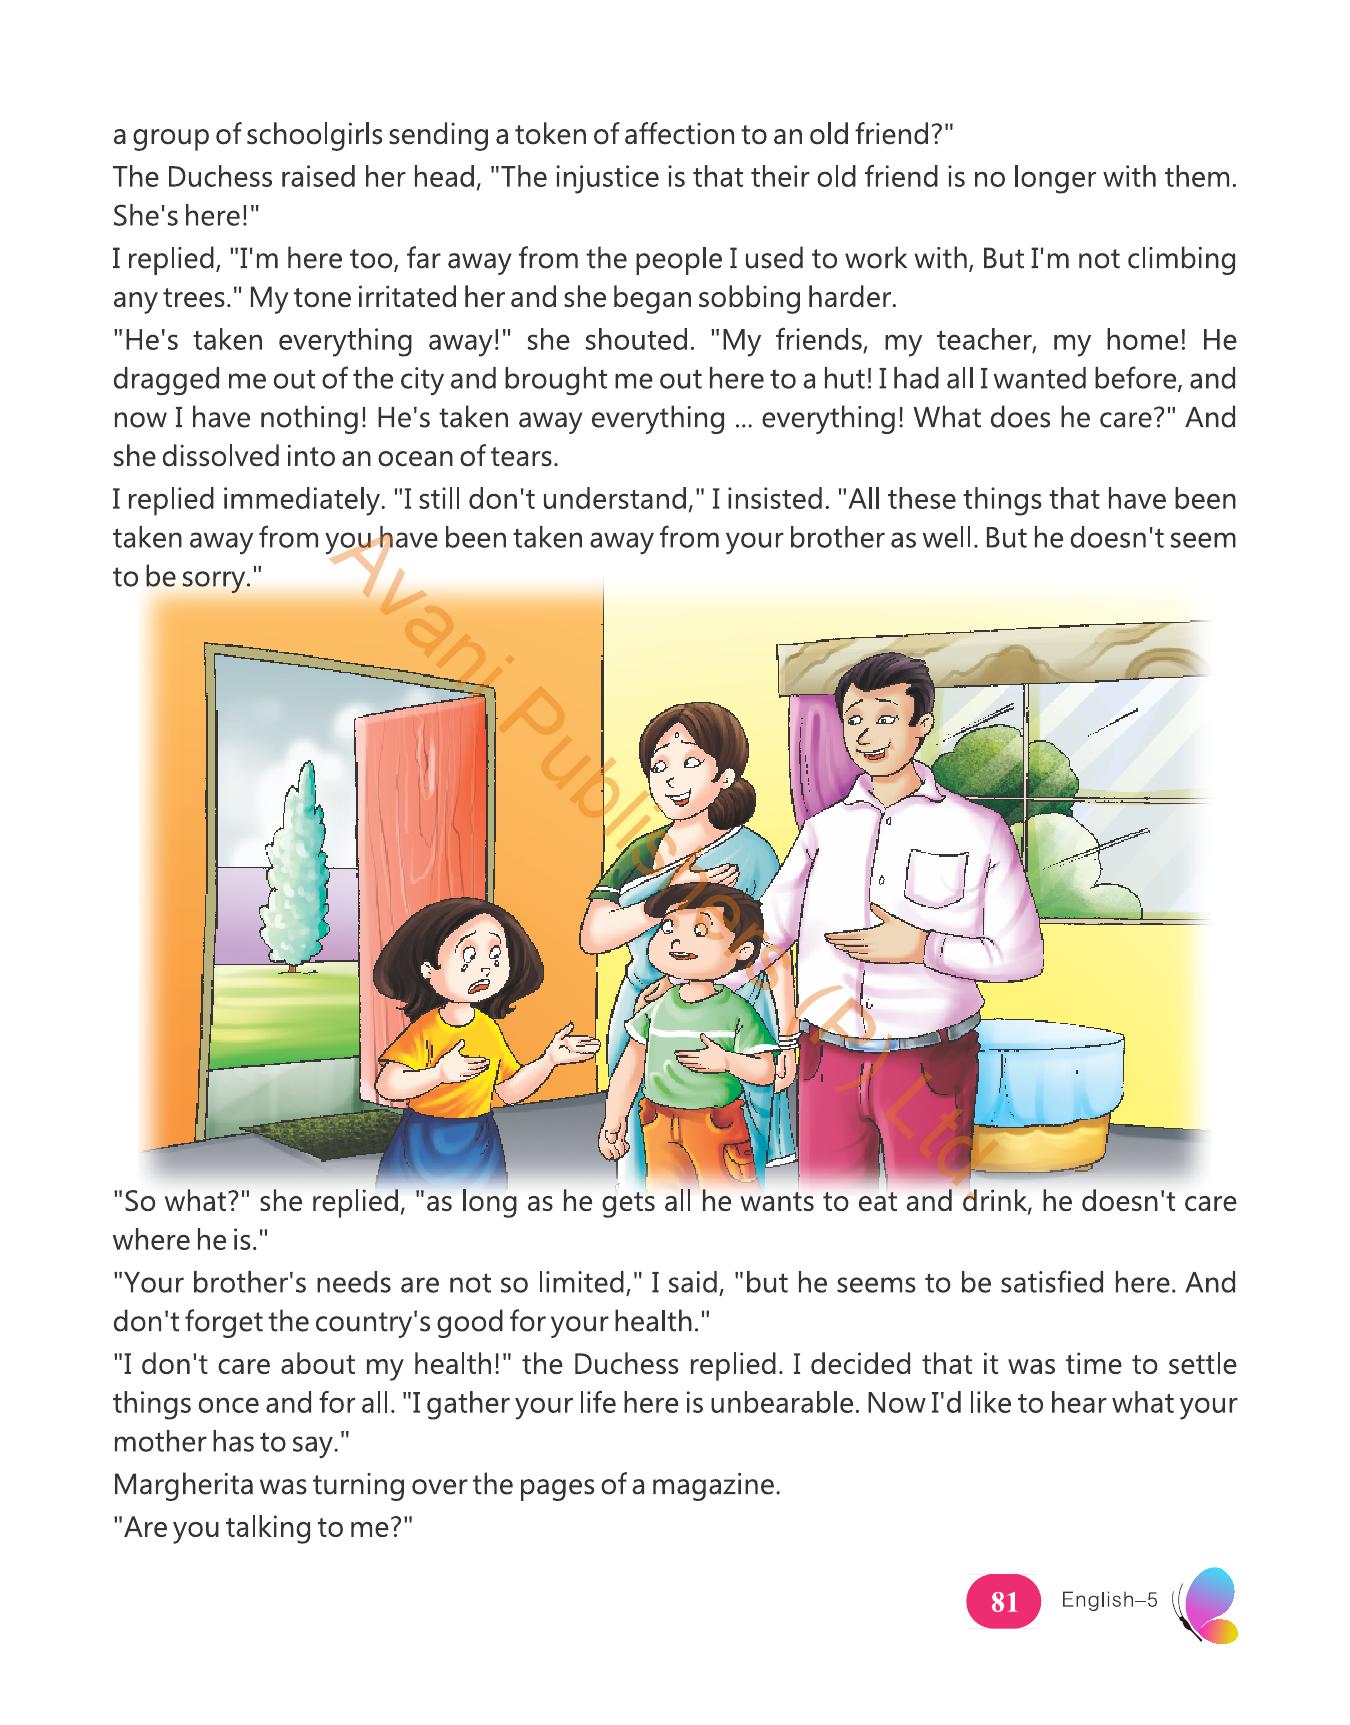 a group of schoolgirls sending a token of affection to an old friend?"
The Duchess raised her head, "The injustice is that their old friend is no longer with them.
She's here!"
I replied, "I'm here too, far away from the people I used to work with, But I'm not climbing
any trees." My tone irritated her and she began sobbing harder.
"He's taken everything away!" she shouted. "My friends, my teacher, my home! He
dragged me out of the city and brought me out here to a hut! I had all I wanted before, and
now I have nothing! He's taken away everything ... everything! What does he care?" And
she dissolved into an ocean of tears.
I replied immediately. "I still don't understand," I insisted. "All these things that have been
taken away from you have been taken away from your brother as well. But he doesn't seem
to be sorry."
Avani Publishers (P) Ltd.
"So what?" she replied, "as long as he gets all he wants to eat and drink, he doesn't care
where he is."
"Your brother's needs are not so limited," I said, "but he seems to be satisfied here. And
don't forget the country's good for your health."
"I don't care about my health!" the Duchess replied. I decided that it was time to settle
things once and for all. "I gather your life here is unbearable. Now I'd like to hear what your
mother has to say."
Margherita was turning over the pages of a magazine.
"Are you talking to me?"
81 English–5